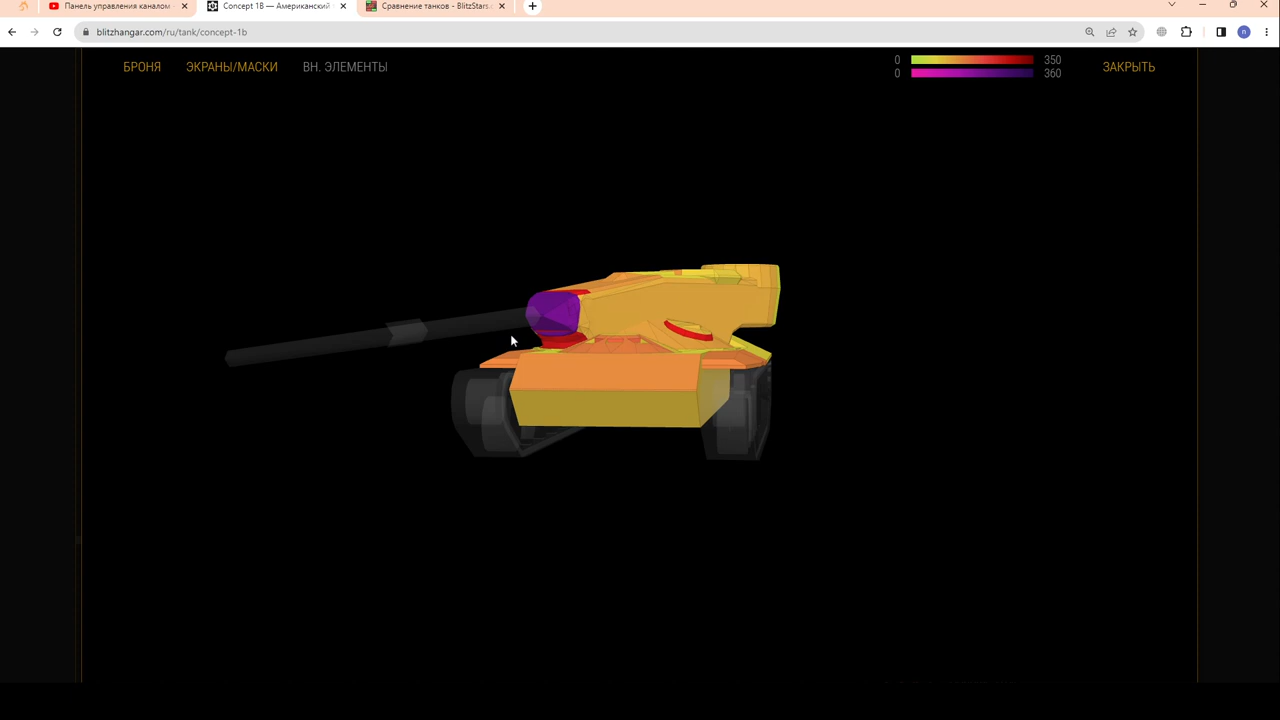 Панель управления каналом
Concept 1B — Американский
Сравнение танков - BlitzStars.
blitzhangar.com/ru/tank/concept-1b
п
БРОНЯ
ЭКРАНЫ/МАСКИ
ВН. ЭЛЕМЕНТЫ
0 350
0 360
ЗАКРЫТЬ